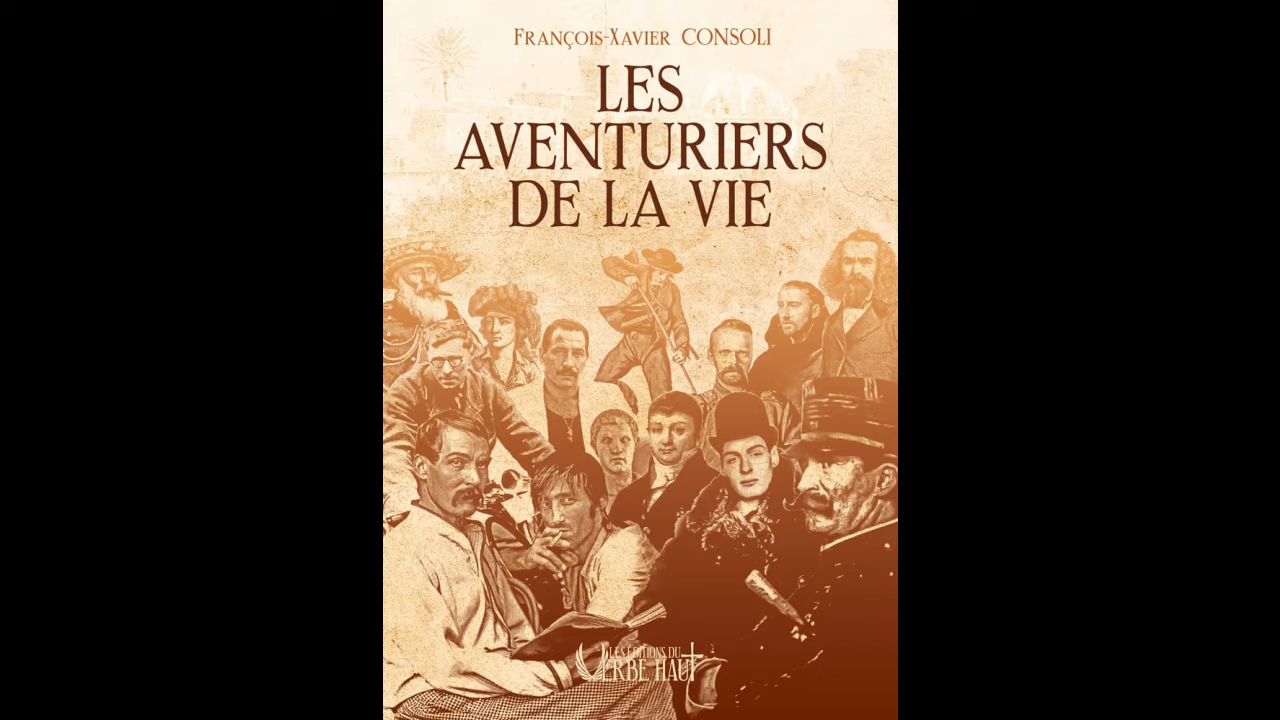 François-Xavier CONSOLI
LES
AVENTURIERS
DE LA VIE
LES ÉDITIONS DU
VERBE HAUT